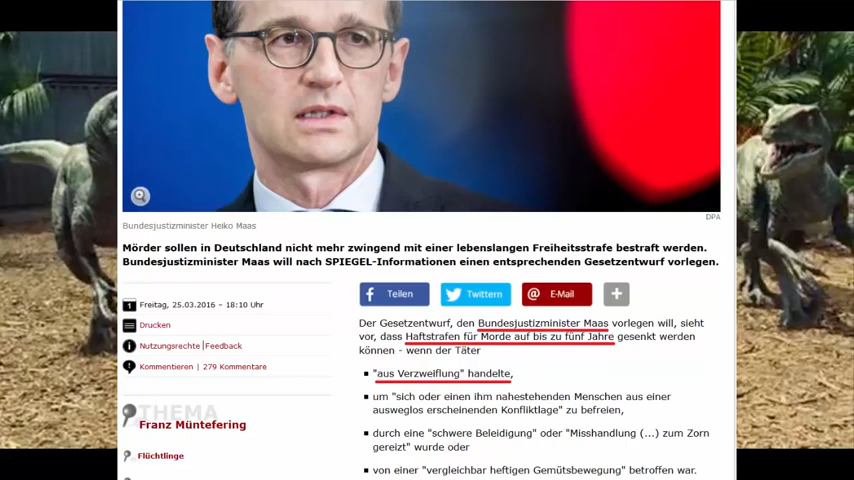 DPA
Bundesjustizminister Heiko Maas
Mörder sollen in Deutschland nicht mehr zwingend mit einer lebenslangen Freiheitsstrafe bestraft werden.
Bundesjustizminister Maas will nach SPIEGEL-Informationen einen entsprechenden Gesetzentwurf vorlegen.
1 Freitag, 25.03.2016 – 18:10 Uhr
Drucken
Nutzungsrechte | Feedback
Kommentieren | 279 Kommentare
THEMA
Franz Müntefering
Flüchtlinge
f Teilen Twittern @ E-Mail +
Der Gesetzentwurf, den Bundesjustizminister Maas vorlegen will, sieht
vor, dass Haftstrafen für Morde auf bis zu fünf Jahre gesenkt werden
können - wenn der Täter
"aus Verzweiflung" handelte,
um "sich oder einen ihm nahestehenden Menschen aus einer
ausweglos erscheinenden Konfliktlage" zu befreien,
durch eine "schwere Beleidigung" oder "Misshandlung (...) zum Zorn
gereizt" wurde oder
von einer "vergleichbar heftigen Gemütsbewegung" betroffen war.